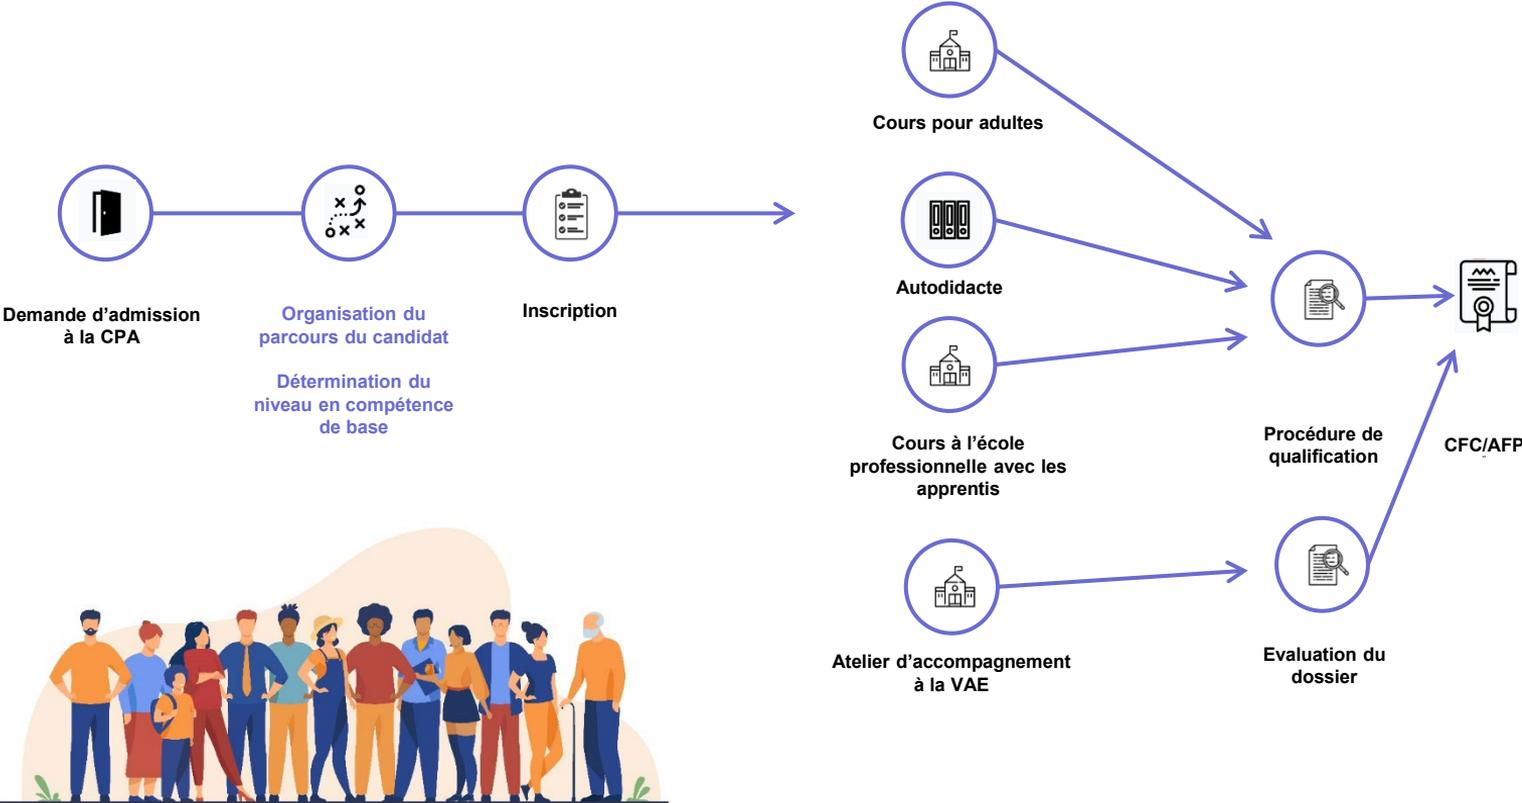 Demande d'admission
à la CPA
Organisation du
parcours du candidat
Détermination du
niveau en compétence
de base
Inscription
Cours pour adultes
Autodidacte
Cours à l'école
professionnelle avec les
apprentis
Atelier d'accompagnement
à la VAE
Procédure de
qualification
Evaluation du
dossier
CFC/AFP